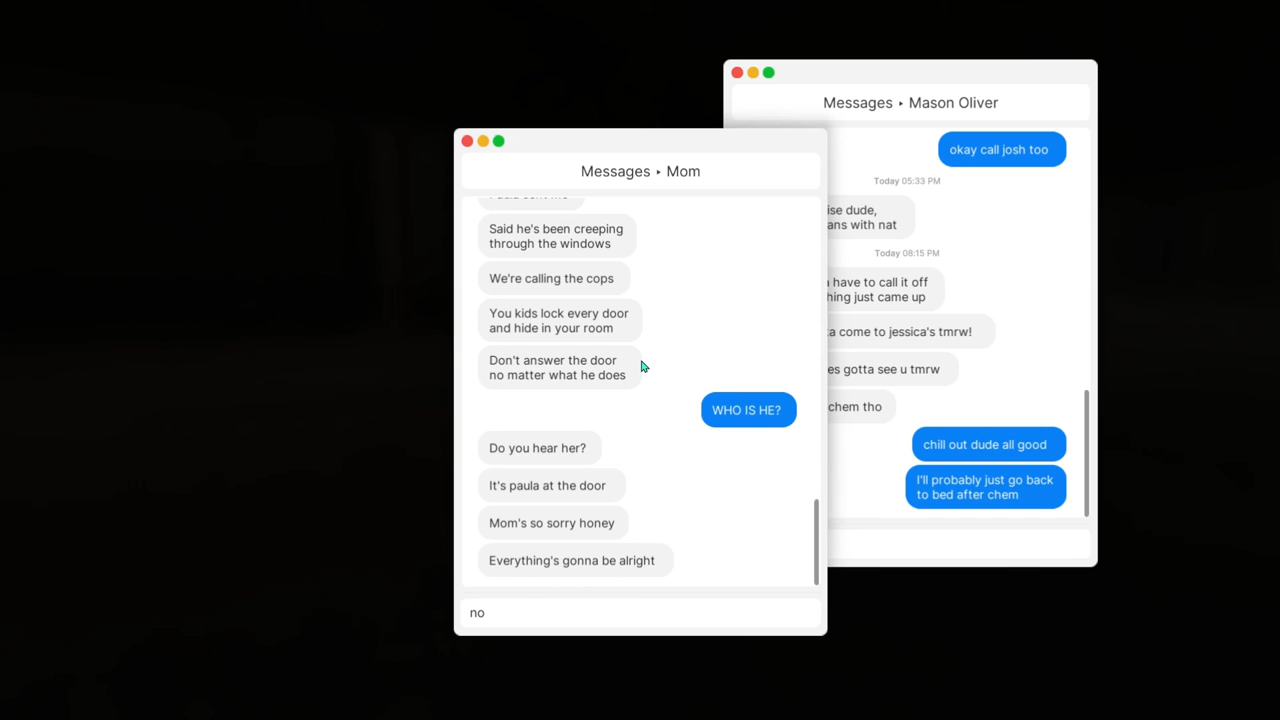 Messages ‣ Mason Oliver
okay call josh too
Today 05:33 PM
ise dude,
ans with nat
Today 08:15 PM
have to call it off
hing just came up
a come to jessica's tmrw!
es gotta see u tmrw
chem tho
chill out dude all good
I'll probably just go back
to bed after chem
Messages ‣ Mom
Said he's been creeping
through the windows
We're calling the cops
You kids lock every door
and hide in your room
Don't answer the door
no matter what he does
WHO IS HE?
Do you hear her?
It's paula at the door
Mom's so sorry honey
Everything's gonna be alright
no